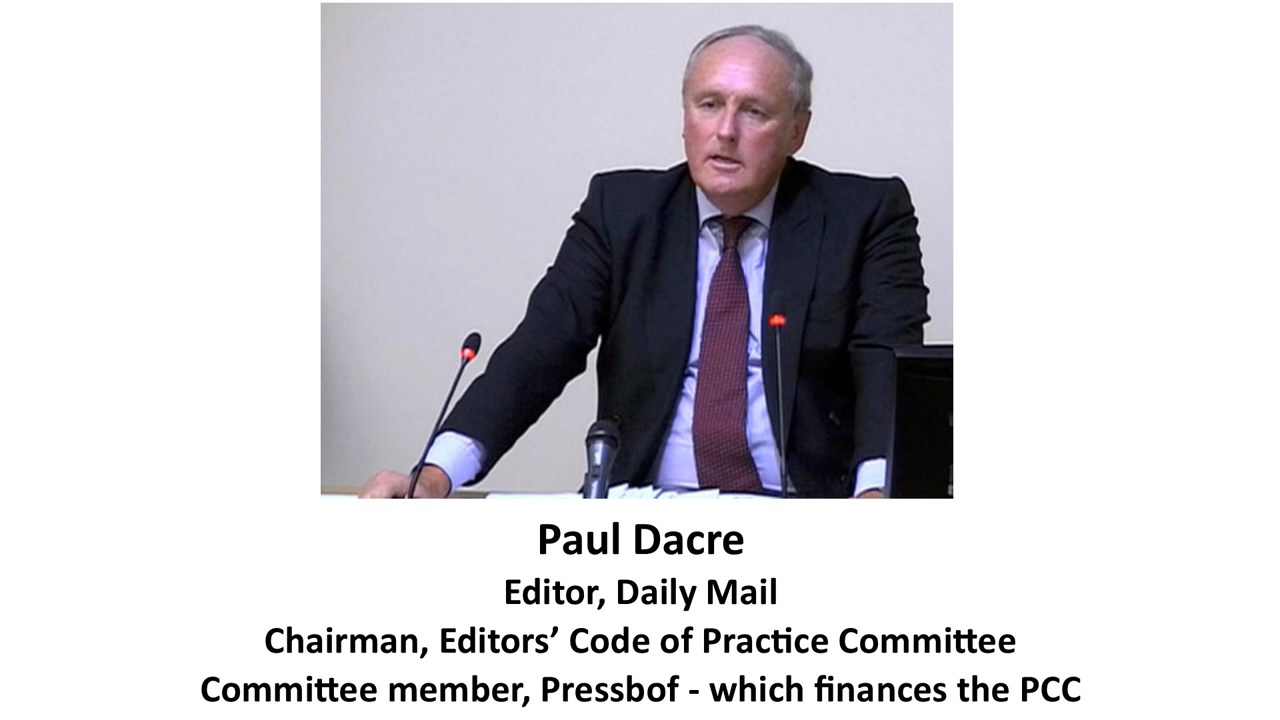 Paul Dacre
Editor, Daily Mail
Chairman, Editors’ Code of Practice Committee
Committee member, Pressbof - which finances the PCC